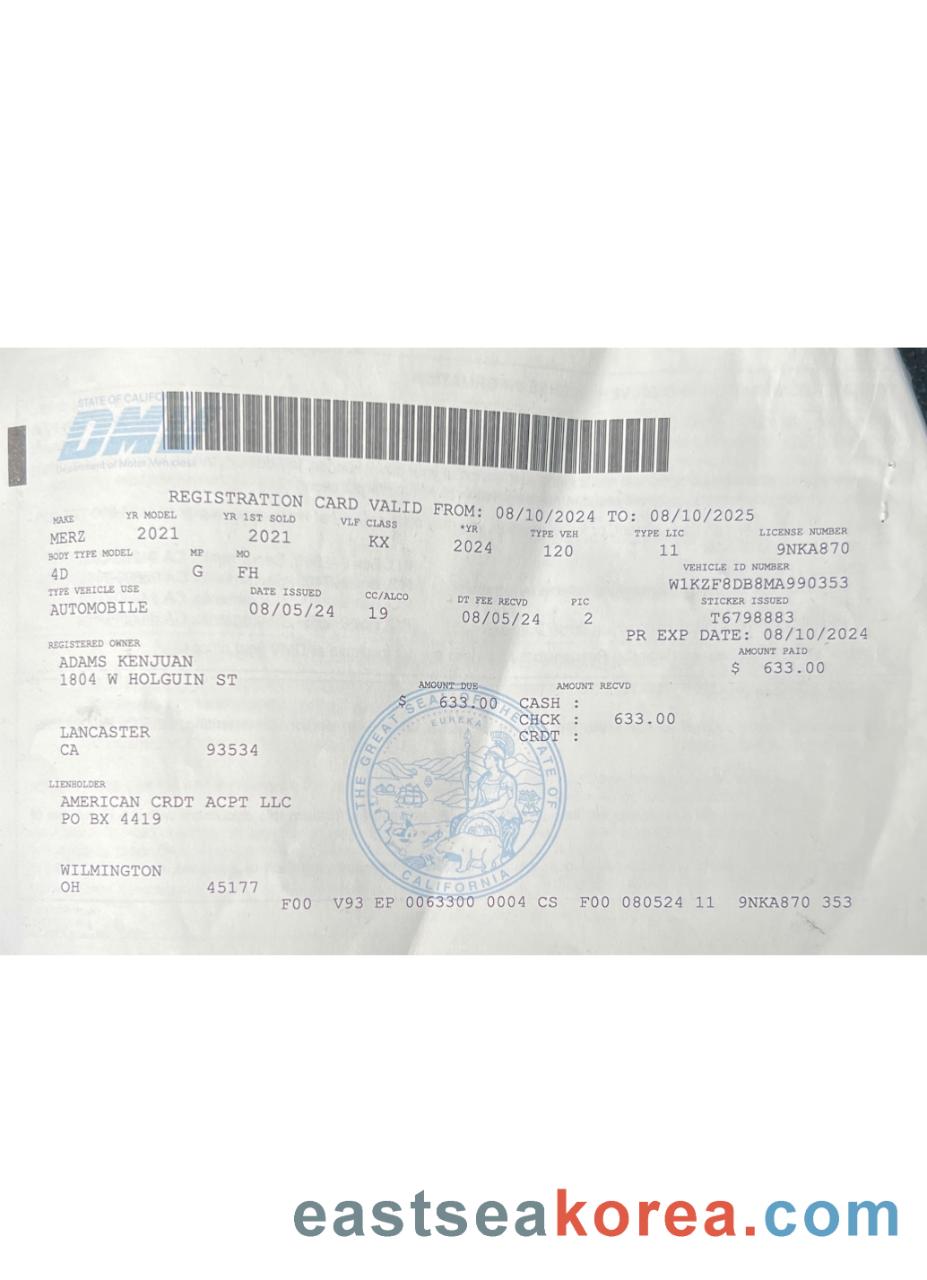 STATE OF CALIFO
DMV
Department of Motor Vehicles
REGISTRATION CARD VALID FROM: 08/10/2024 TO: 08/10/2025
MAKE YR MODEL YR 1ST SOLD VLF CLASS *YR TYPE VEH TYPE LIC LICENSE NUMBER
MERZ 2021 2021 KX 2024 120 11 9NKA870
BODY TYPE MODEL MP MO VEHICLE ID NUMBER
4D G FH W1KZF8DB8MA990353
TYPE VEHICLE USE DATE ISSUED CC/ALCO DT FEE RECVD PIC STICKER ISSUED
AUTOMOBILE 08/05/24 19 08/05/24 2 T6798883
PR EXP DATE: 08/10/2024
REGISTERED OWNER AMOUNT PAID
ADAMS KENJUAN $ 633.00
1804 W HOLGUIN ST
AMOUNT DUE AMOUNT RECVD
$ 633.00 CASH :
CHCK : 633.00
CRDT :
LANCASTER
CA 93534
LIENHOLDER
AMERICAN CRDT ACPT LLC
PO BX 4419
WILMINGTON
OH 45177
THE GREAT SEAL OF THE STATE OF CALIFORNIA
EUREKA
F00 V93 EP 0063300 0004 CS F00 080524 11 9NKA870 353
eastseakorea.com